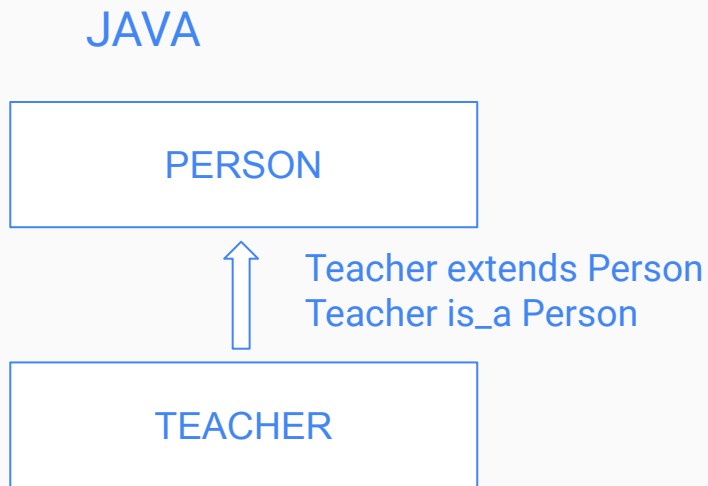 JAVA
PERSON
Teacher extends Person
Teacher is_a Person
TEACHER